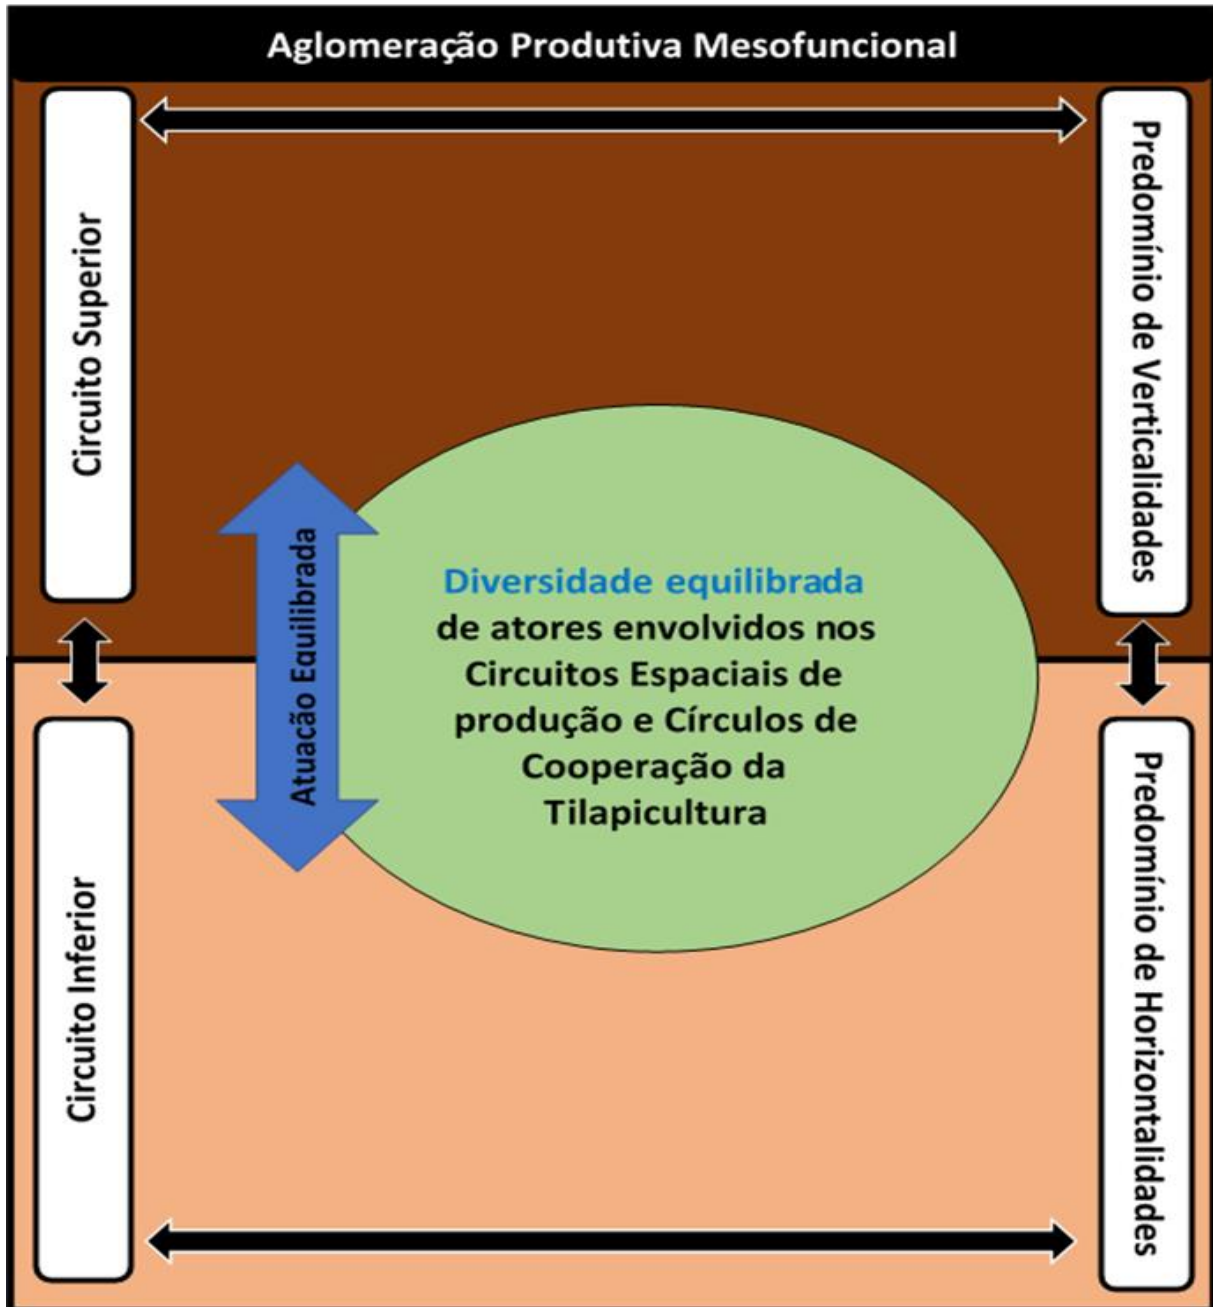 Aglomeração Produtiva Mesofuncional
Circuito Superior
Predomínio de Verticalidades
Atuação Equilibrada
Diversidade equilibrada
de atores envolvidos nos
Circuitos Espaciais de
produção e Círculos de
Cooperação da
Tilapicultura
Circuito Inferior
Predomínio de Horizontalidades